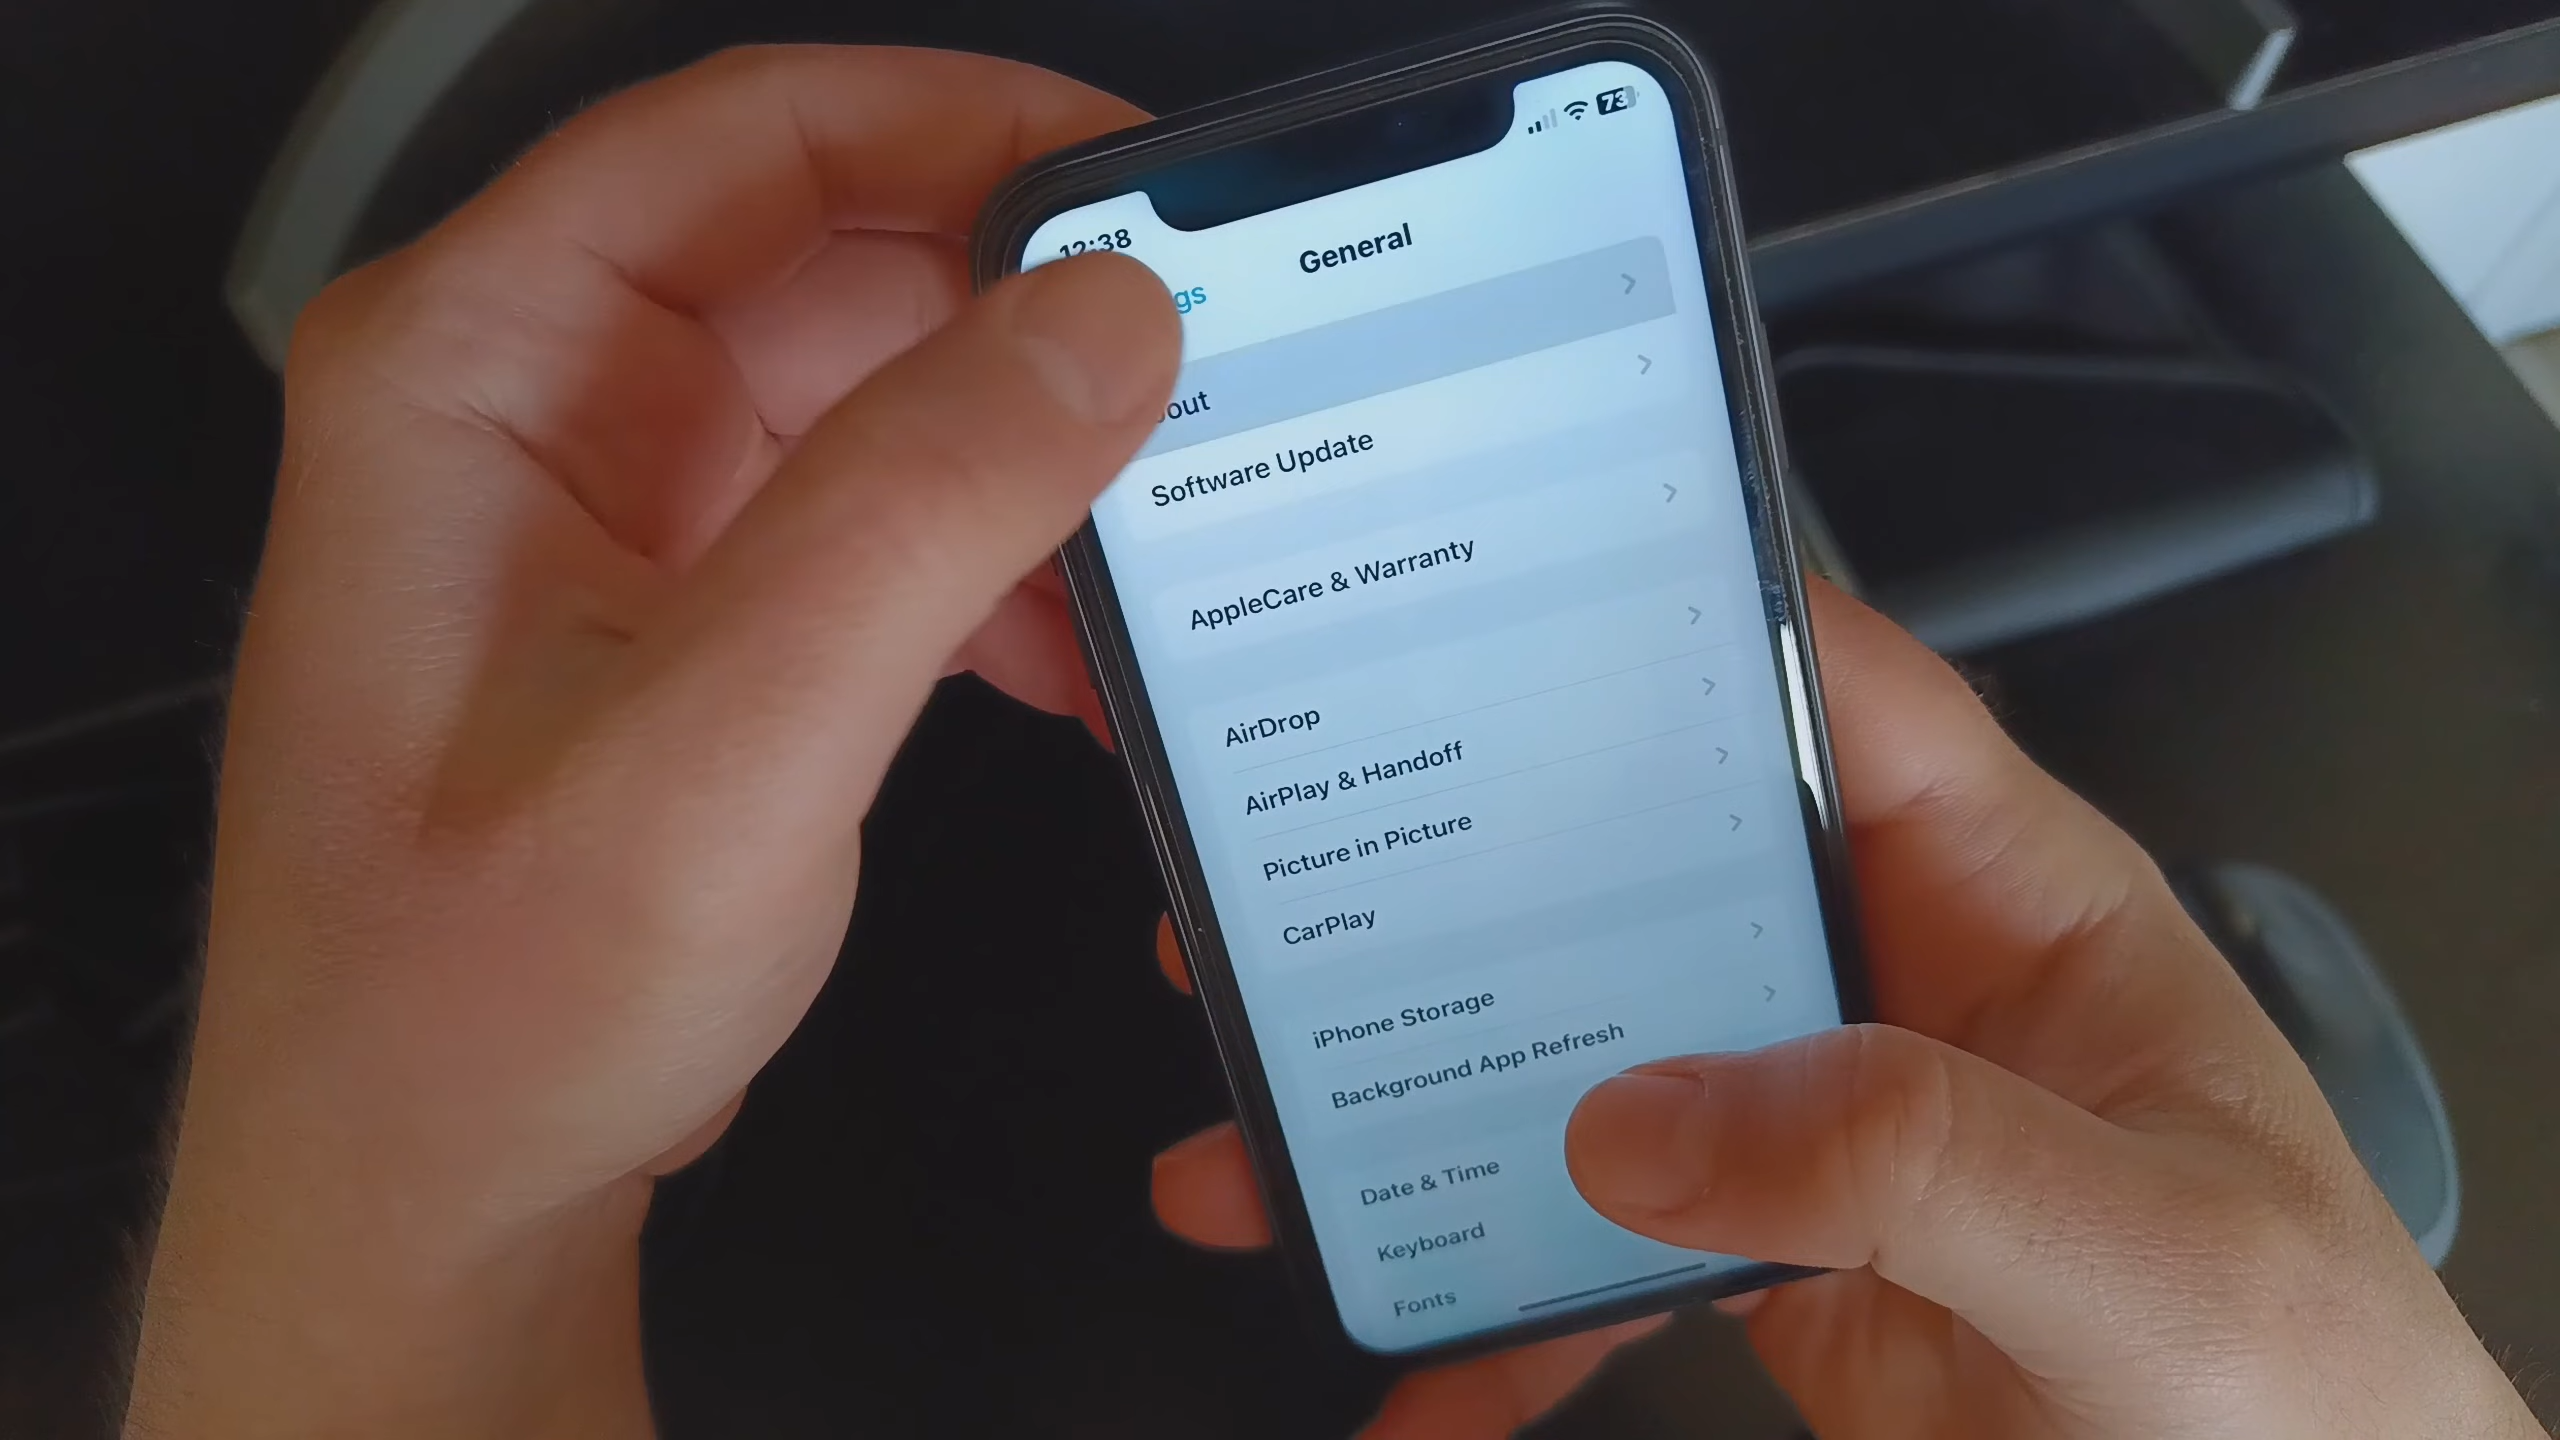 12:38
73
General
gs
out
Software Update
AppleCare & Warranty
AirDrop
AirPlay & Handoff
Picture in Picture
CarPlay
iPhone Storage
Background App Refresh
Date & Time
Keyboard
Fonts